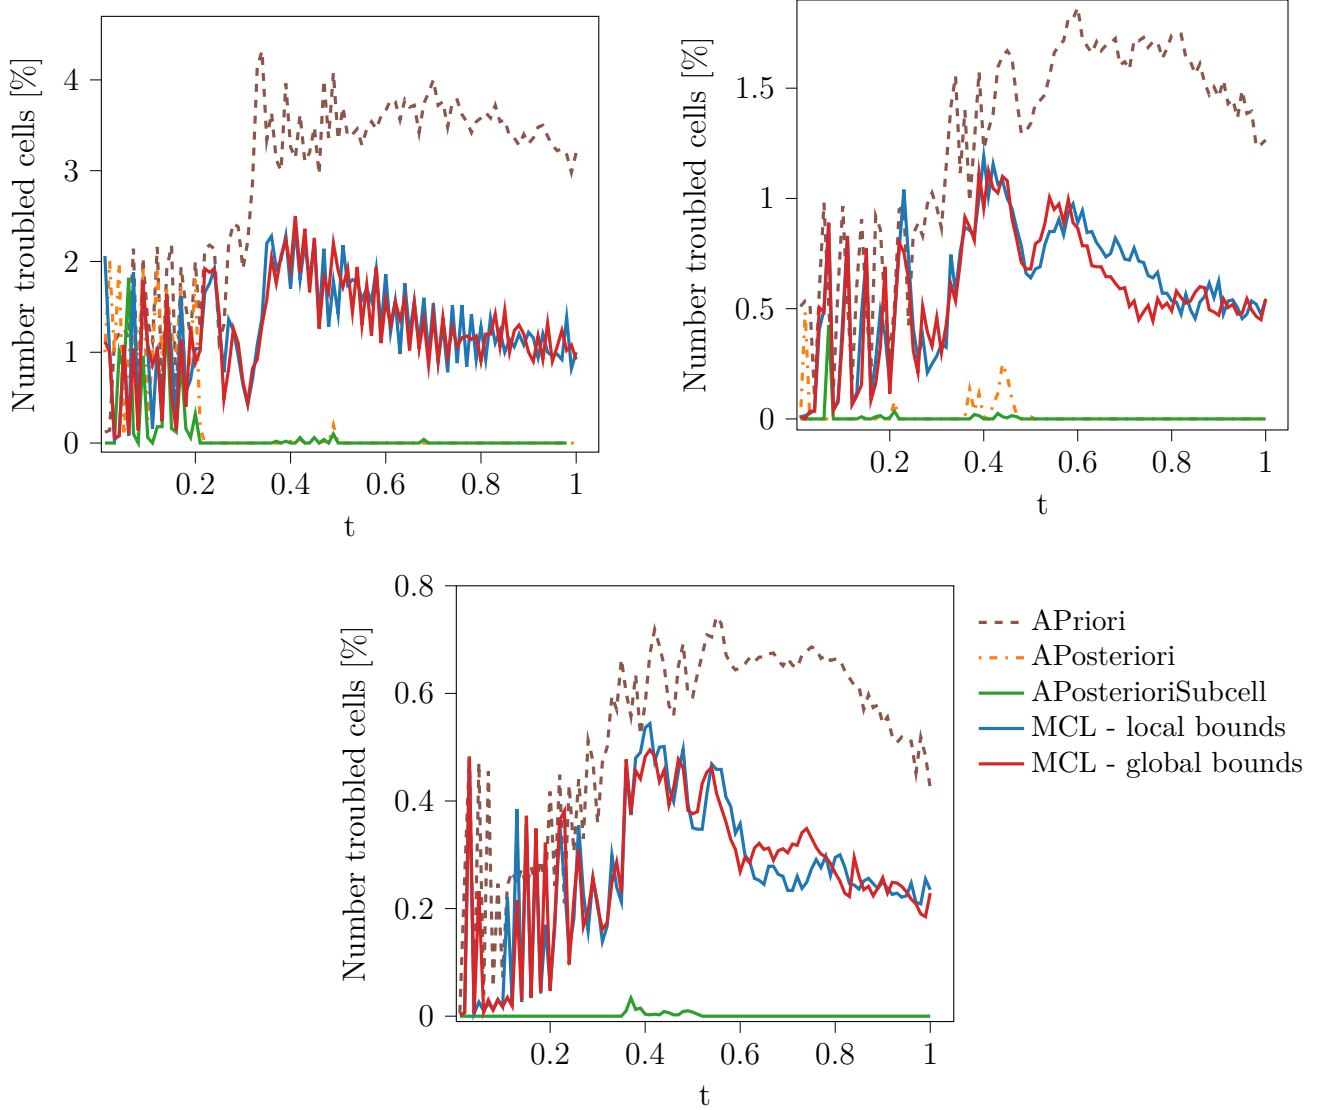 Number troubled cells [%]
4
3
2
1
0
0.2 0.4 0.6 0.8 1
t
Number troubled cells [%]
1.5
1
0.5
0
0.2 0.4 0.6 0.8 1
t
Number troubled cells [%]
0.8
0.6
0.4
0.2
0
0.2 0.4 0.6 0.8 1
t
APriori
APosteriori
APosterioriSubcell
MCL - local bounds
MCL - global bounds